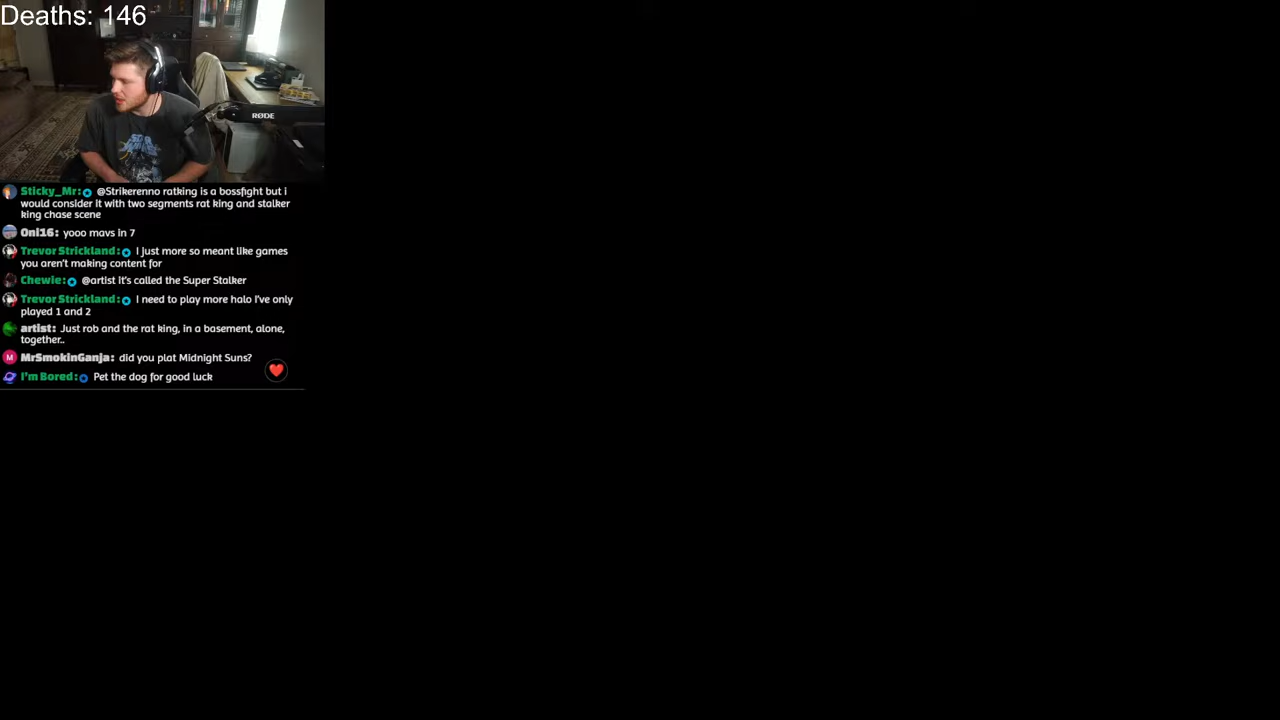 Deaths: 146
RØDE
Sticky_Mr: @Strikerenno ratking is a bossfight but i
would consider it with two segments rat king and stalker
king chase scene
Oni16: yooo mavs in 7
Trevor Strickland: I just more so meant like games
you aren't making content for
Chewie: @artist it's called the Super Stalker
Trevor Strickland: I need to play more halo I've only
played 1 and 2
artist: Just rob and the rat king, in a basement, alone,
together..
M MrSmokinGanja: did you plat Midnight Suns?
I'm Bored: Pet the dog for good luck